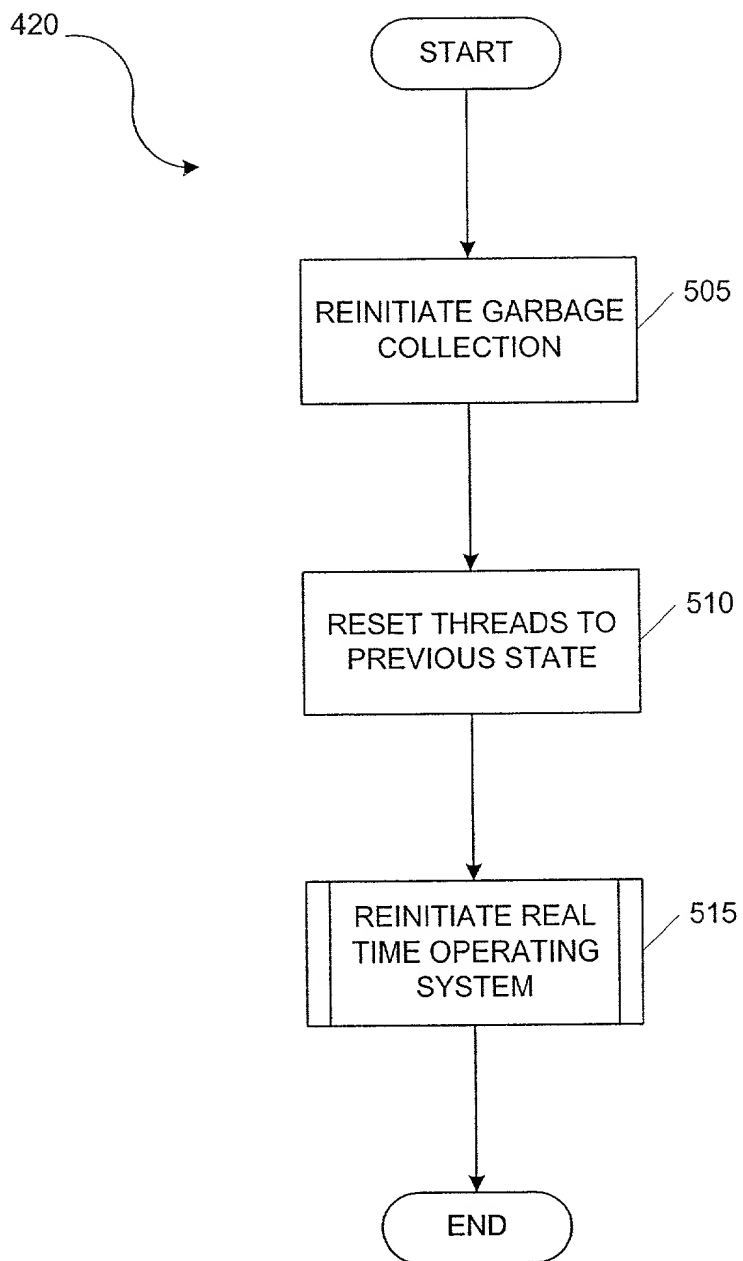 420
START
REINITIATE GARBAGE
COLLECTION
505
RESET THREADS TO
PREVIOUS STATE
510
REINITIATE REAL
TIME OPERATING
SYSTEM
515
END